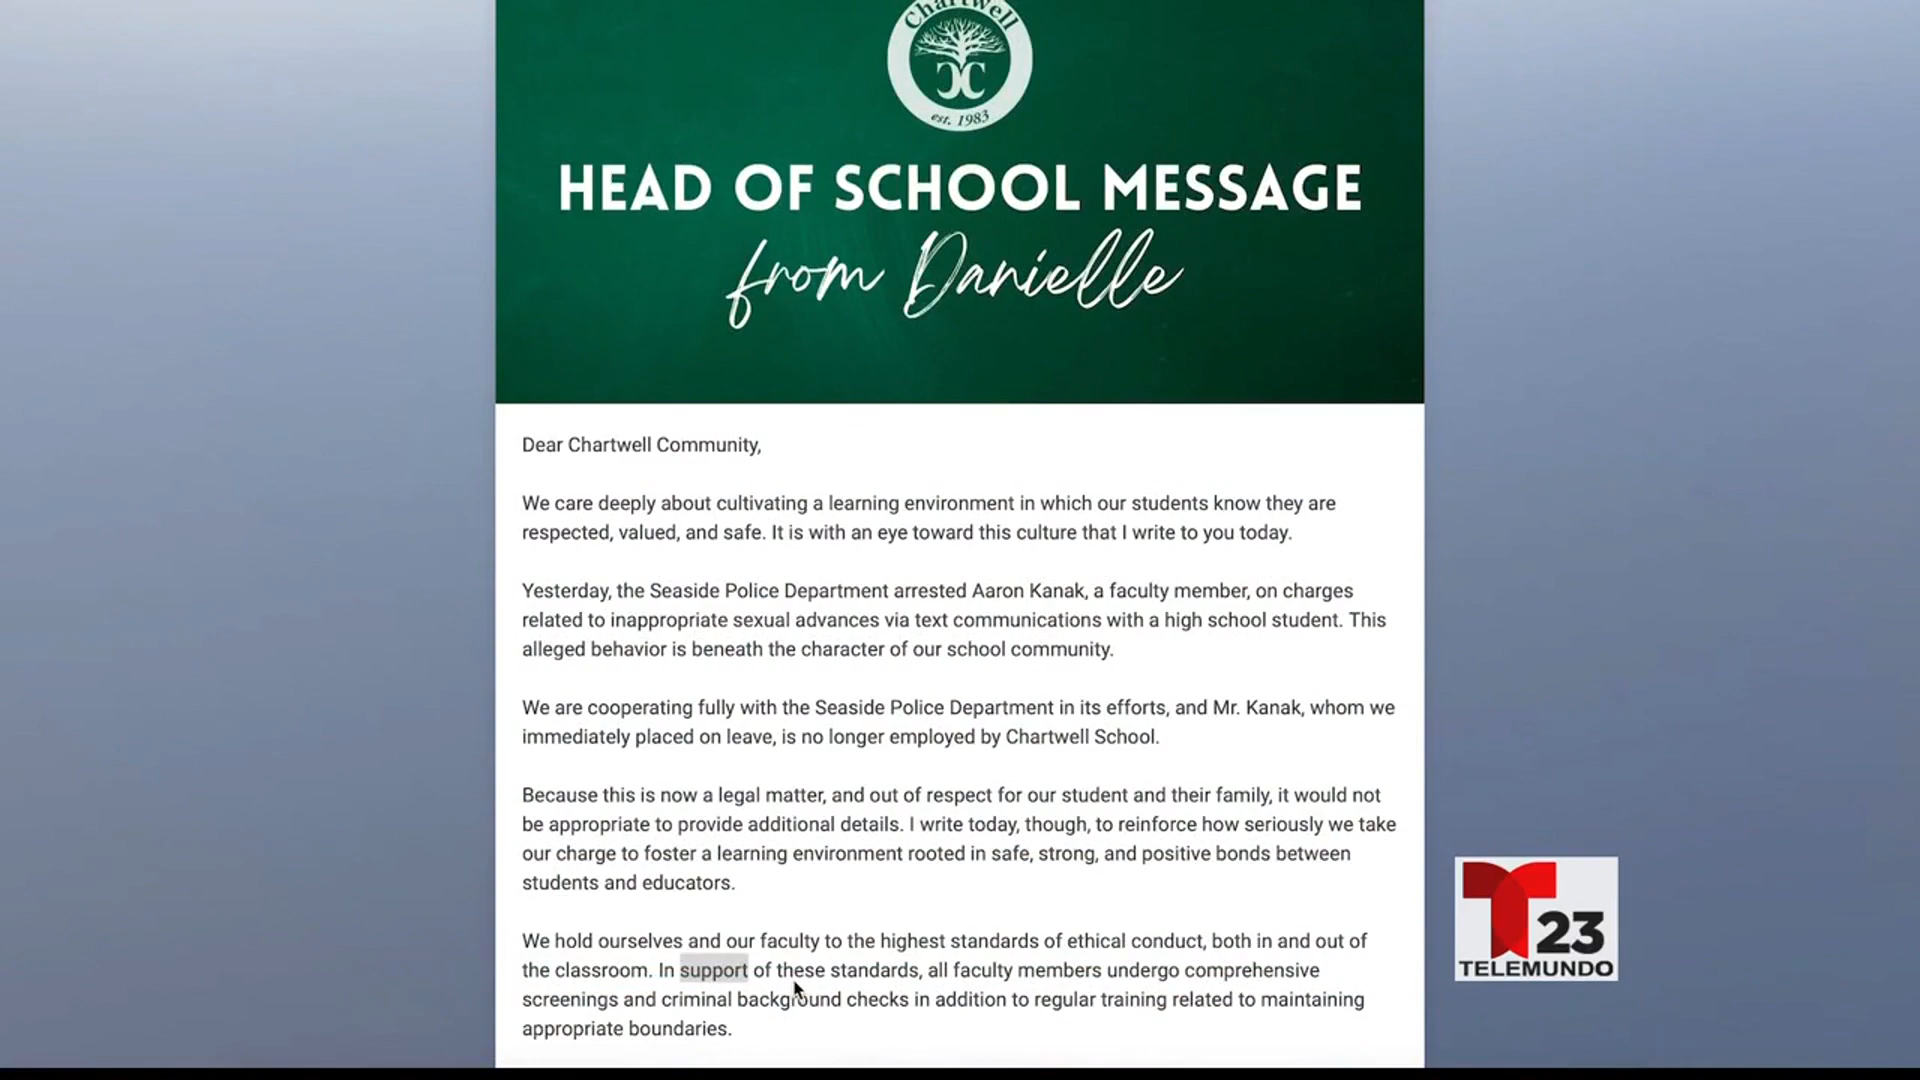 Chartwell
est. 1983
HEAD OF SCHOOL MESSAGE
from Danielle
Dear Chartwell Community,
We care deeply about cultivating a learning environment in which our students know they are
respected, valued, and safe. It is with an eye toward this culture that I write to you today.
Yesterday, the Seaside Police Department arrested Aaron Kanak, a faculty member, on charges
related to inappropriate sexual advances via text communications with a high school student. This
alleged behavior is beneath the character of our school community.
We are cooperating fully with the Seaside Police Department in its efforts, and Mr. Kanak, whom we
immediately placed on leave, is no longer employed by Chartwell School.
Because this is now a legal matter, and out of respect for our student and their family, it would not
be appropriate to provide additional details. I write today, though, to reinforce how seriously we take
our charge to foster a learning environment rooted in safe, strong, and positive bonds between
students and educators.
We hold ourselves and our faculty to the highest standards of ethical conduct, both in and out of
the classroom. In support of these standards, all faculty members undergo comprehensive
screenings and criminal background checks in addition to regular training related to maintaining
appropriate boundaries.
23
TELEMUNDO